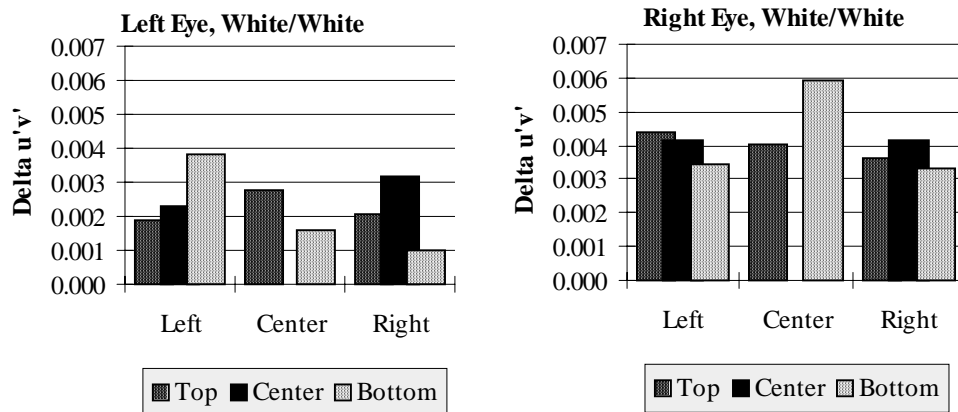 Left Eye, White/White
Delta u'v'
0.007
0.006
0.005
0.004
0.003
0.002
0.001
0.000
Left Center Right
Top Center Bottom
Right Eye, White/White
Delta u'v'
0.007
0.006
0.005
0.004
0.003
0.002
0.001
0.000
Left Center Right
Top Center Bottom